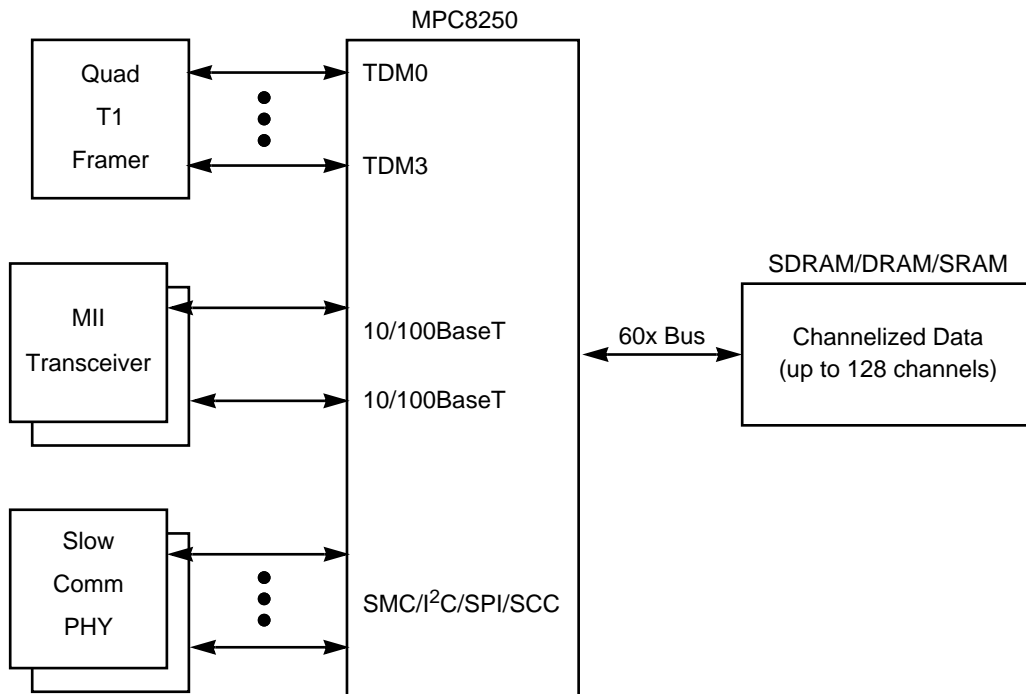 MPC8250
Quad
T1
Framer
TDM0
TDM3
MII
Transceiver
10/100BaseT
10/100BaseT
Slow
Comm
PHY
SMC/I²C/SPI/SCC
60x Bus
SDRAM/DRAM/SRAM
Channelized Data
(up to 128 channels)